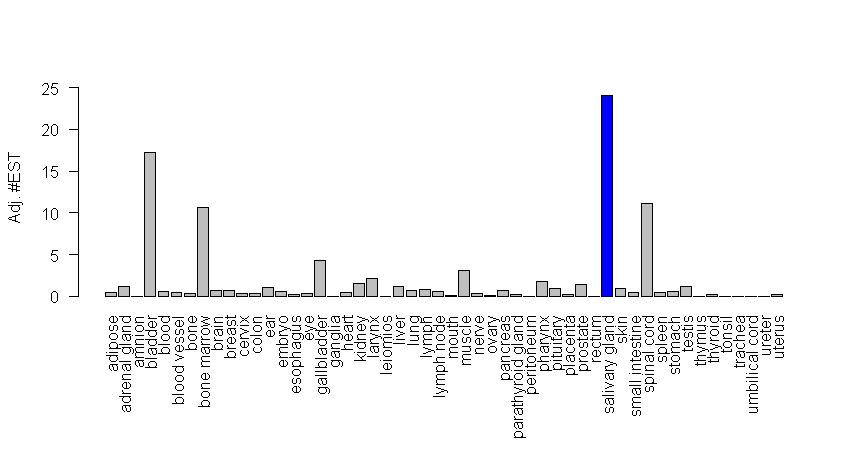 Adj. #EST
25
20
15
10
5
0
adipose
adrenal gland
amnion
bladder
blood
blood vessel
bone
bone marrow
brain
breast
cervix
colon
ear
embryo
esophagus
eye
gallbladder
ganglia
heart
kidney
larynx
leiomios
liver
lung
lymph
lymph node
mouth
muscle
nerve
ovary
pancreas
parathyroid gland
peritoneum
pharynx
pituitary
placenta
prostate
rectum
salivary gland
skin
small intestine
spinal cord
spleen
stomach
testis
thymus
thyroid
tonsil
trachea
umbilical cord
ureter
uterus